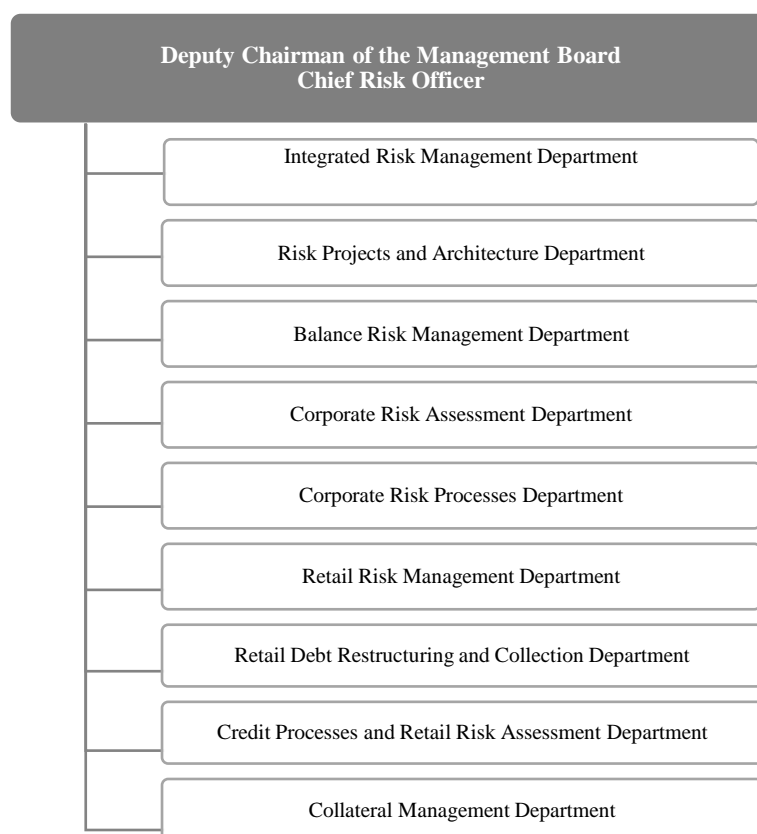 Deputy Chairman of the Management Board
Chief Risk Officer
Integrated Risk Management Department
Risk Projects and Architecture Department
Balance Risk Management Department
Corporate Risk Assessment Department
Corporate Risk Processes Department
Retail Risk Management Department
Retail Debt Restructuring and Collection Department
Credit Processes and Retail Risk Assessment Department
Collateral Management Department